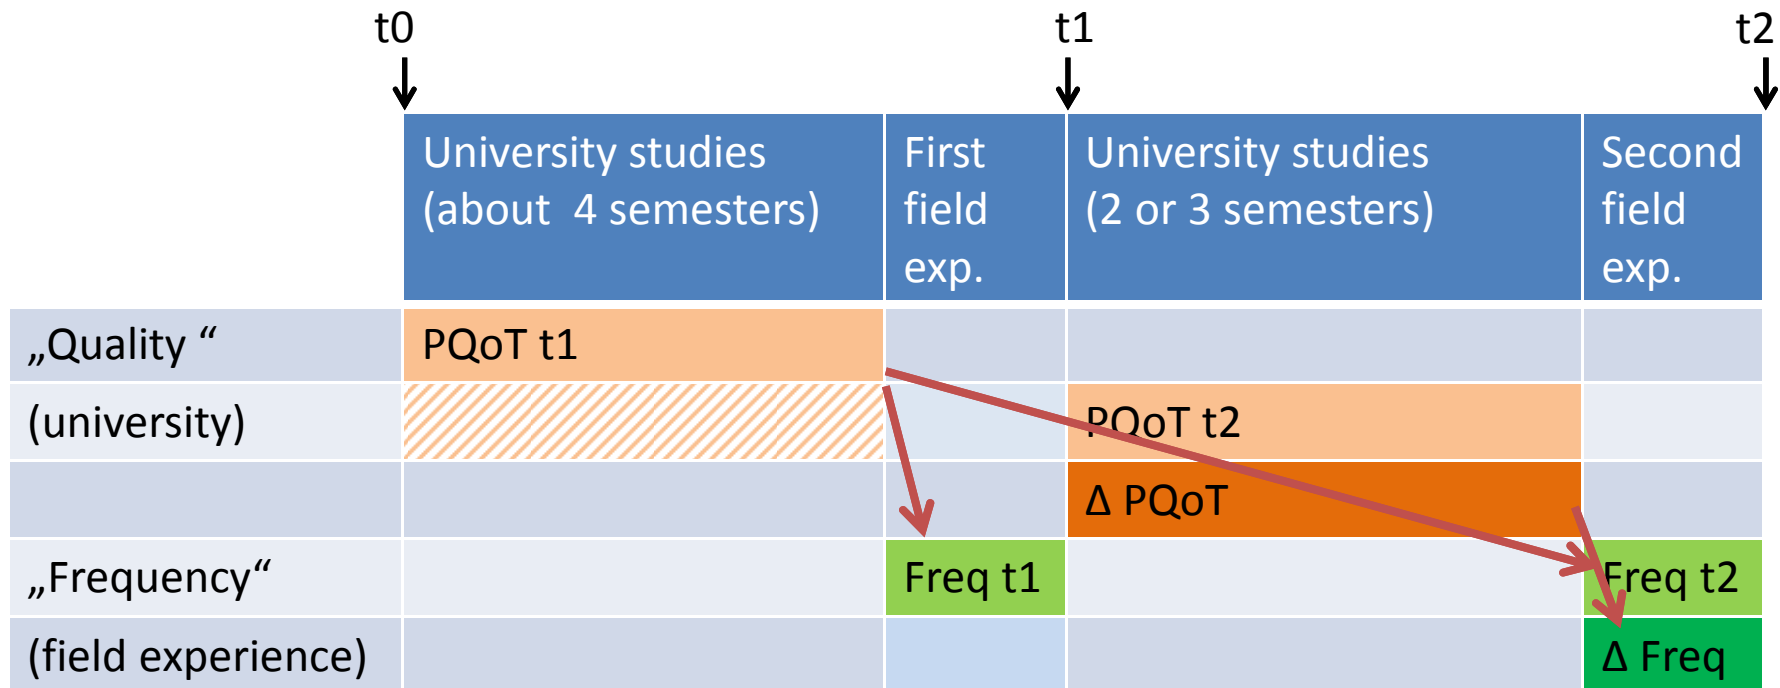 t0
t1
t2
University studies
(about  4 semesters)
First
field
exp.
University studies
(2 or 3 semesters)
Second
field
exp.
„Quality “
PQoT t1
(university)
PQoT t2
Δ PQoT
„Frequency“
Freq t1
Freq t2
(field experience)
Δ Freq